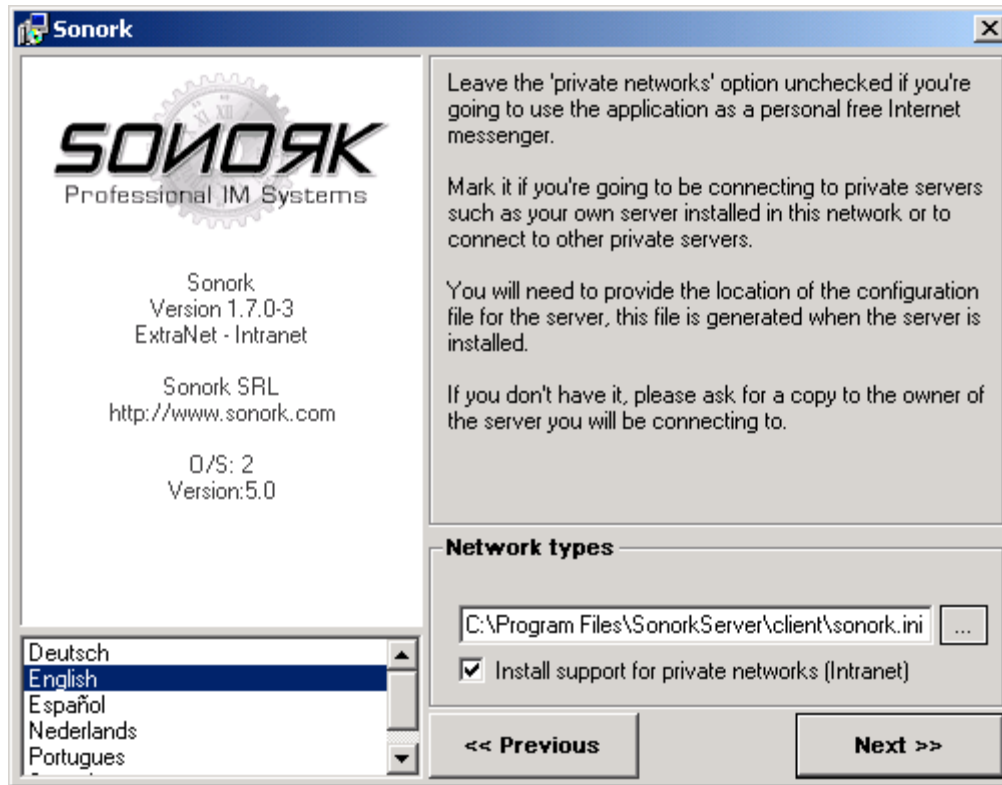 Sonork
SONORK
Professional IM Systems
Sonork
Version 1.7.0-3
ExtraNet - Intranet
Sonork SRL
http://www.sonork.com
O/S: 2
Version:5.0
Deutsch
English
Español
Nederlands
Portugues
Leave the 'private networks' option unchecked if you're
going to use the application as a personal free Internet
messenger.
Mark it if you're going to be connecting to private servers
such as your own server installed in this network or to
connect to other private servers.
You will need to provide the location of the configuration
file for the server, this file is generated when the server is
installed.
If you don't have it, please ask for a copy to the owner of
the server you will be connecting to.
Network types
C:\Program Files\SonorkServer\client\sonork.ini
...
Install support for private networks (Intranet)
<< Previous
Next >>